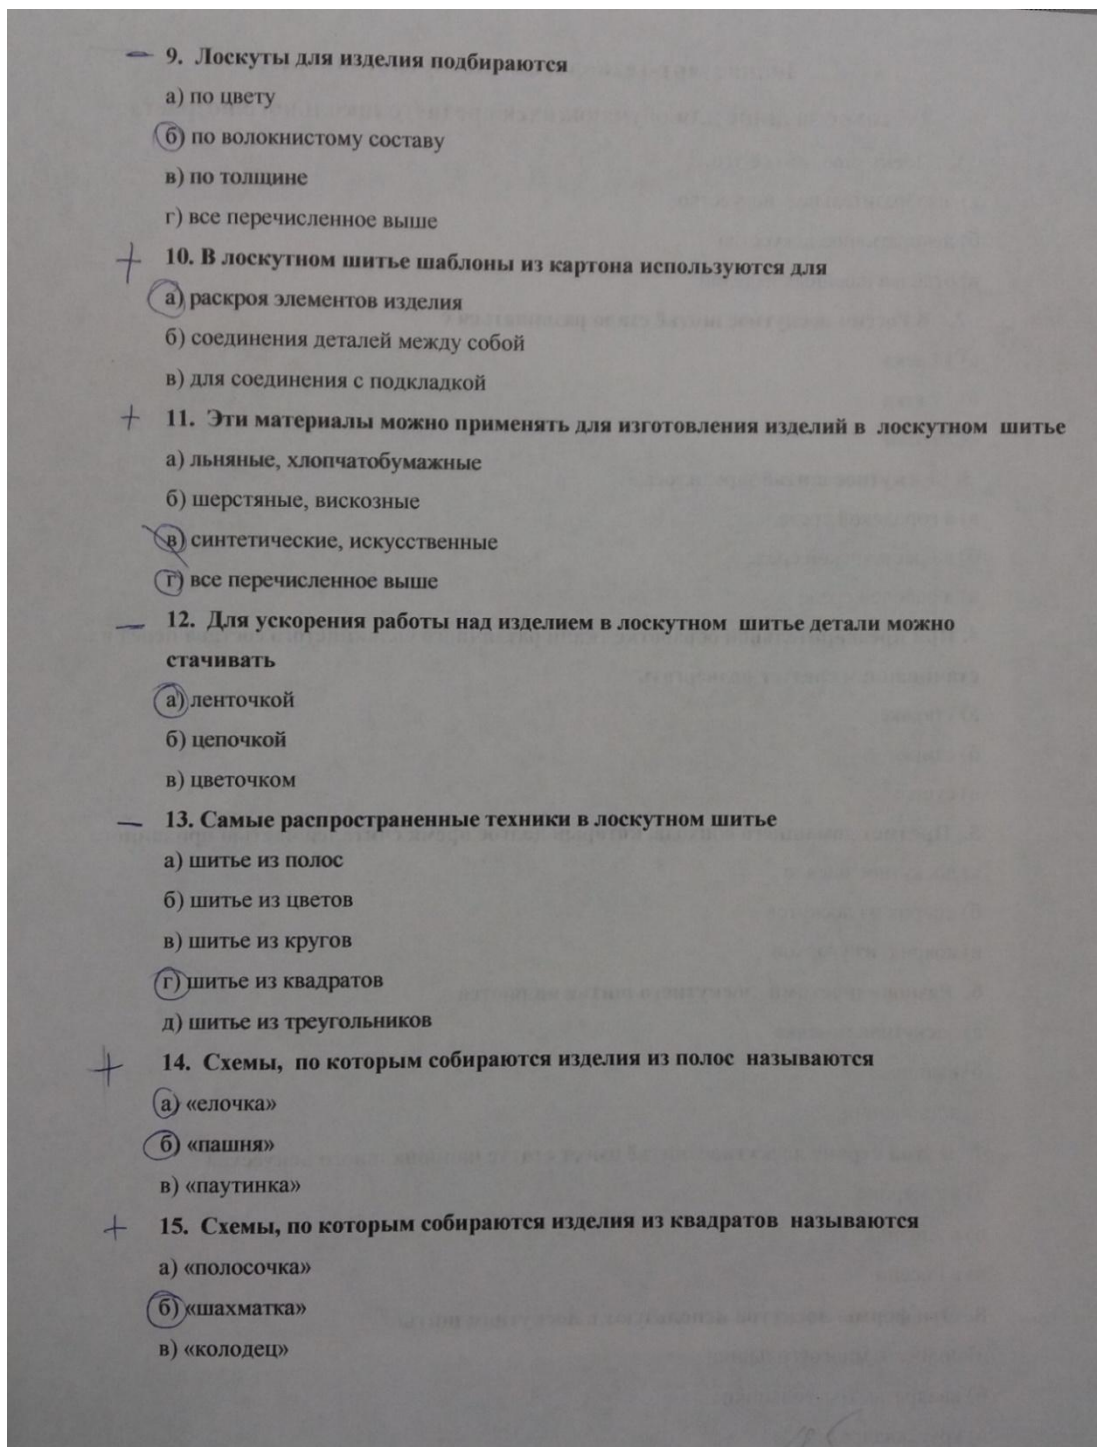 — 9. Лоскуты для изделия подбираются
а) по цвету
б) по волокнистому составу
в) по толщине
г) все перечисленное выше
+ 10. В лоскутном шитье шаблоны из картона используются для
а) раскроя элементов изделия
б) соединения деталей между собой
в) для соединения с подкладкой
+ 11. Эти материалы можно применять для изготовления изделий в лоскутном шитье
а) льняные, хлопчатобумажные
б) шерстяные, вискозные
в) синтетические, искусственные
г) все перечисленное выше
— 12. Для ускорения работы над изделием в лоскутном шитье детали можно
стачивать
а) ленточкой
б) цепочкой
в) цветочком
— 13. Самые распространенные техники в лоскутном шитье
а) шитье из полос
б) шитье из цветов
в) шитье из кругов
г) шитье из квадратов
д) шитье из треугольников
+ 14. Схемы, по которым собираются изделия из полос называются
а) «елочка»
б) «пашня»
в) «паутинка»
+ 15. Схемы, по которым собираются изделия из квадратов называются
а) «полосочка»
б) «шахматка»
в) «колодец»